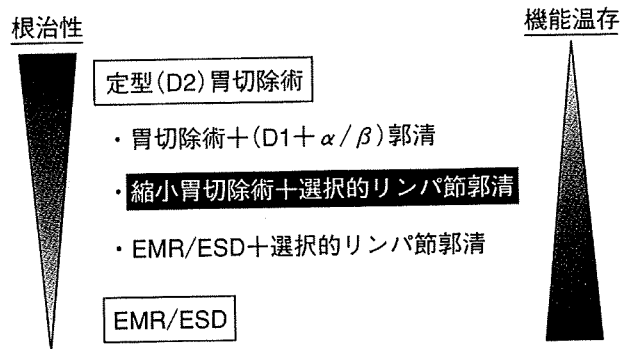 根治性
機能温存
定型(D2)胃切除術
・胃切除術＋(D1＋α/β)郭清
・縮小胃切除術＋選択的リンパ節郭清
・EMR/ESD＋選択的リンパ節郭清
EMR/ESD